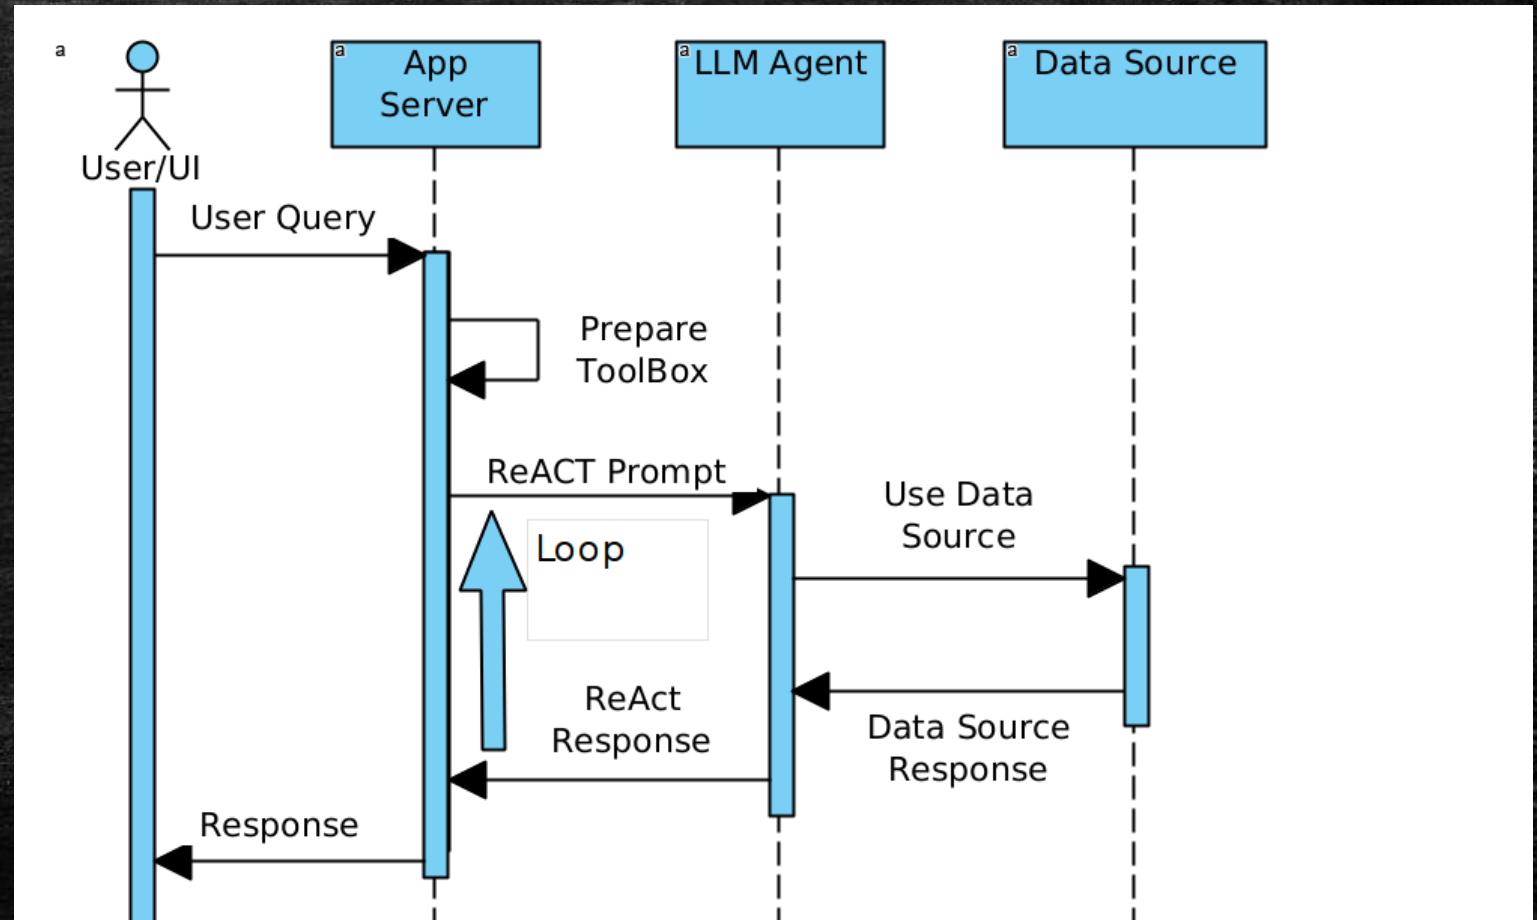 a
User/UI
a
App
Server
a
LLM Agent
a
Data Source
User Query
Prepare
ToolBox
ReACT Prompt
Use Data
Source
Loop
ReAct
Response
Data Source
Response
Response